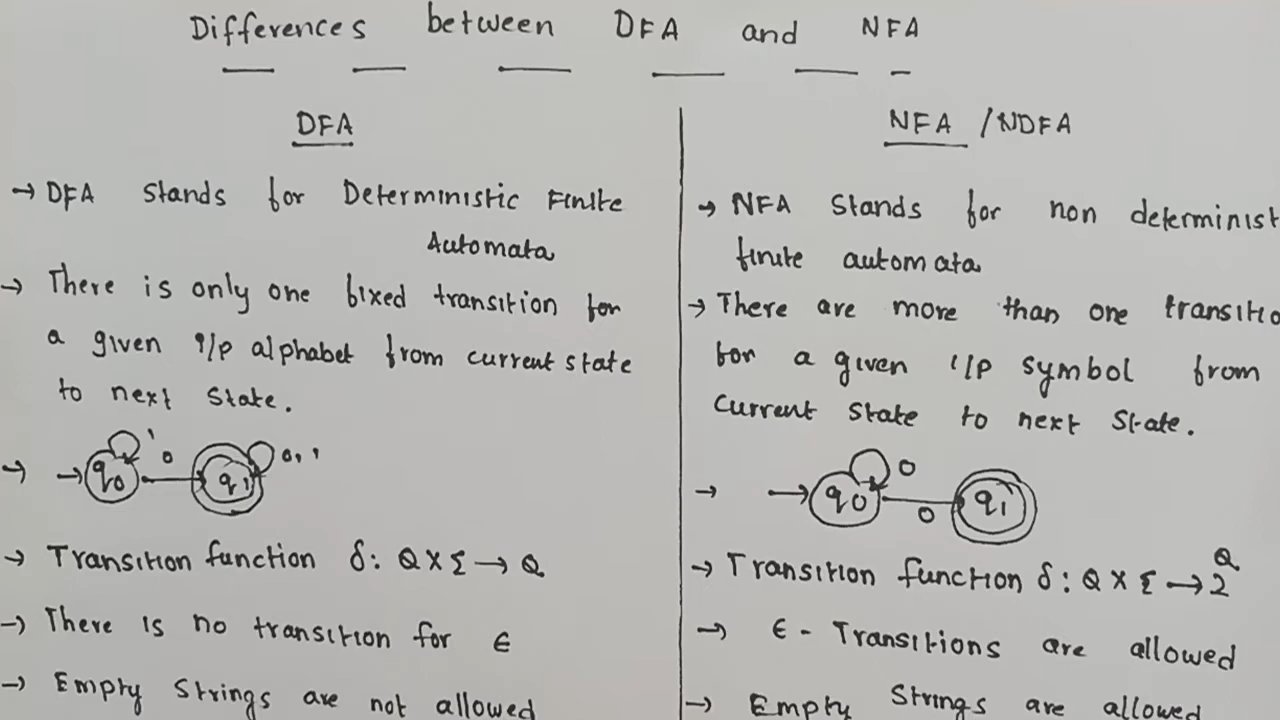 Differences between DFA and NFA
DFA
→ DFA stands for Deterministic Finite
Automata
→ There is only one fixed transition for
a given i/p alphabet from current state
to next state.
→ → q0 1 0 q1 0,1
→ Transition function δ: Q X Σ → Q
→ There is no transition for ε
→ Empty Strings are not allowed
NFA / NDFA
→ NFA stands for non determinist
finite automata
→ There are more than one transitio
for a given i/p symbol from
current state to next state.
→ → q0 0 0 q1
→ Transition function δ: Q X Σ → 2^Q
→ ε - Transitions are allowed
→ Empty Strings are allowed